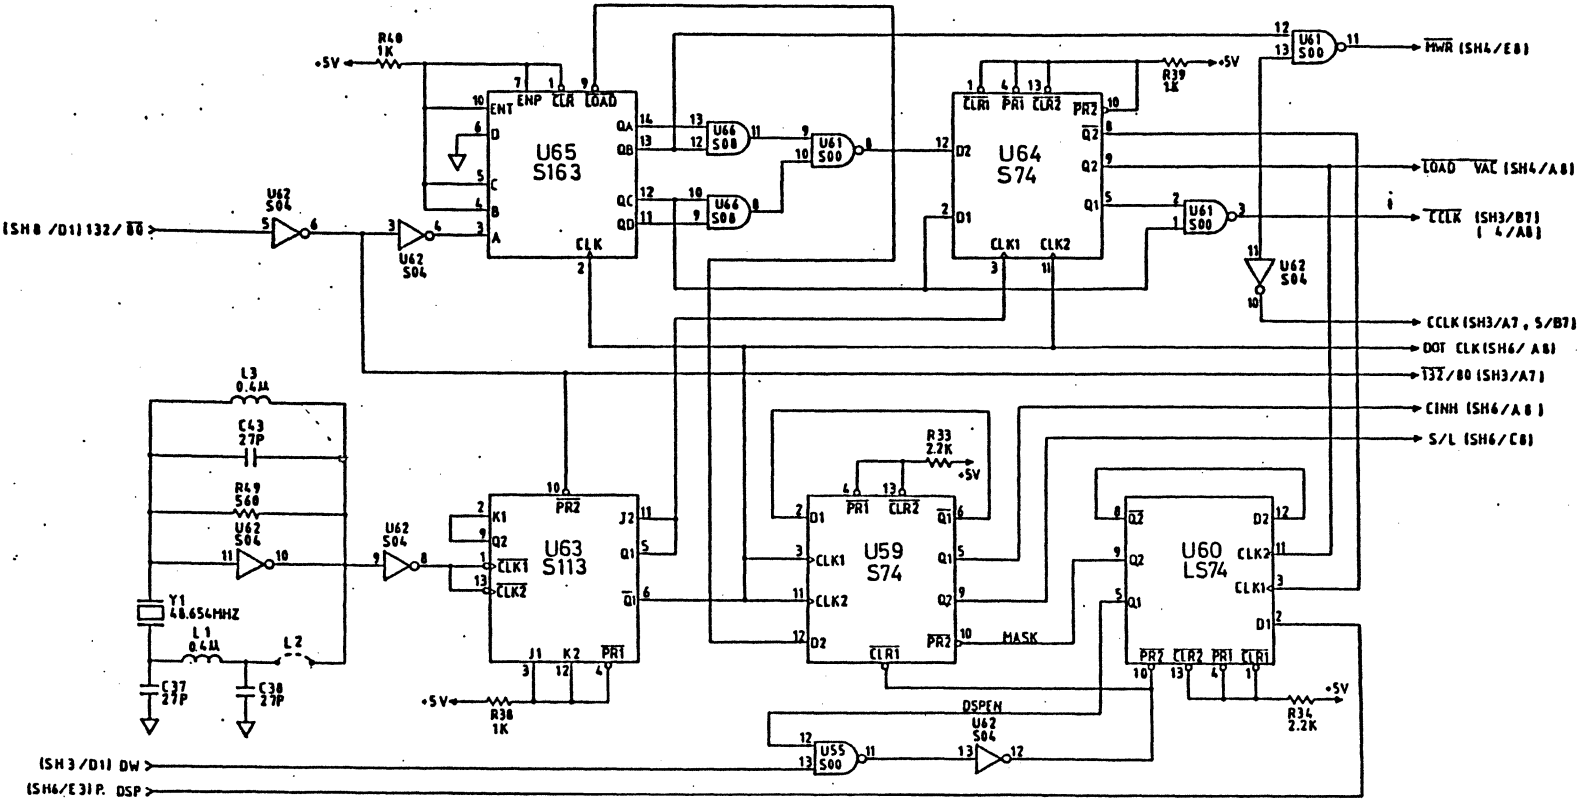 R40
1K
+5V
7
1
9
ENP
CLR
LOAD
10
ENT
6
D
5
C
4
B
3
A
U65
S163
QA
14
QB
13
QC
12
QD
11
CLK
2
13
12
U66
S08
11
10
9
U66
S08
8
9
10
U61
S00
8
12
D2
2
D1
1
4
13
CLR1
PR1
CLR2
PR2
10
R39
1K
+5V
U64
S74
Q2
8
Q2
9
Q1
5
CLK1
CLK2
3
11
12
13
U61
S00
11
MWR (SH4/E8)
LOAD VAC (SH4/A8)
2
1
U61
S00
3
CCLK (SH3/B7)
( 4/A8)
11
U62
S04
10
CCLK (SH3/A7, 5/B7)
DOT CLK (SH6/A8)
132/80 (SH3/A7)
CINH (SH6/A8)
S/L (SH6/C8)
(SH8/D1) 132/80
U62
S04
5
6
3
4
U62
S04
L3
0.4µ
C43
27P
R49
560
U62
S04
11
10
Y1
48.654MHZ
L1
0.4µ
L2
C37
27P
C38
27P
U62
S04
9
8
10
PR2
2
K1
9
Q2
1
CLK1
13
CLK2
U63
S113
J2
11
Q1
5
Q1
6
J1
K2
PR1
3
12
4
+5V
R38
1K
R33
2.2K
+5V
4
13
PR1
CLR2
2
D1
3
CLK1
11
CLK2
12
D2
U59
S74
Q1
6
Q1
5
Q2
9
PR2
10
CLR1
MASK
8
Q2
9
Q2
5
Q1
U60
LS74
D2
12
CLK2
11
CLK1
3
D1
2
PR2
CLR2
PR1
CLR1
10
13
4
1
+5V
R34
2.2K
DSPEN
12
13
U55
S00
11
U62
S04
13
12
(SH3/D1) DW
(SH6/E3) P. DSP